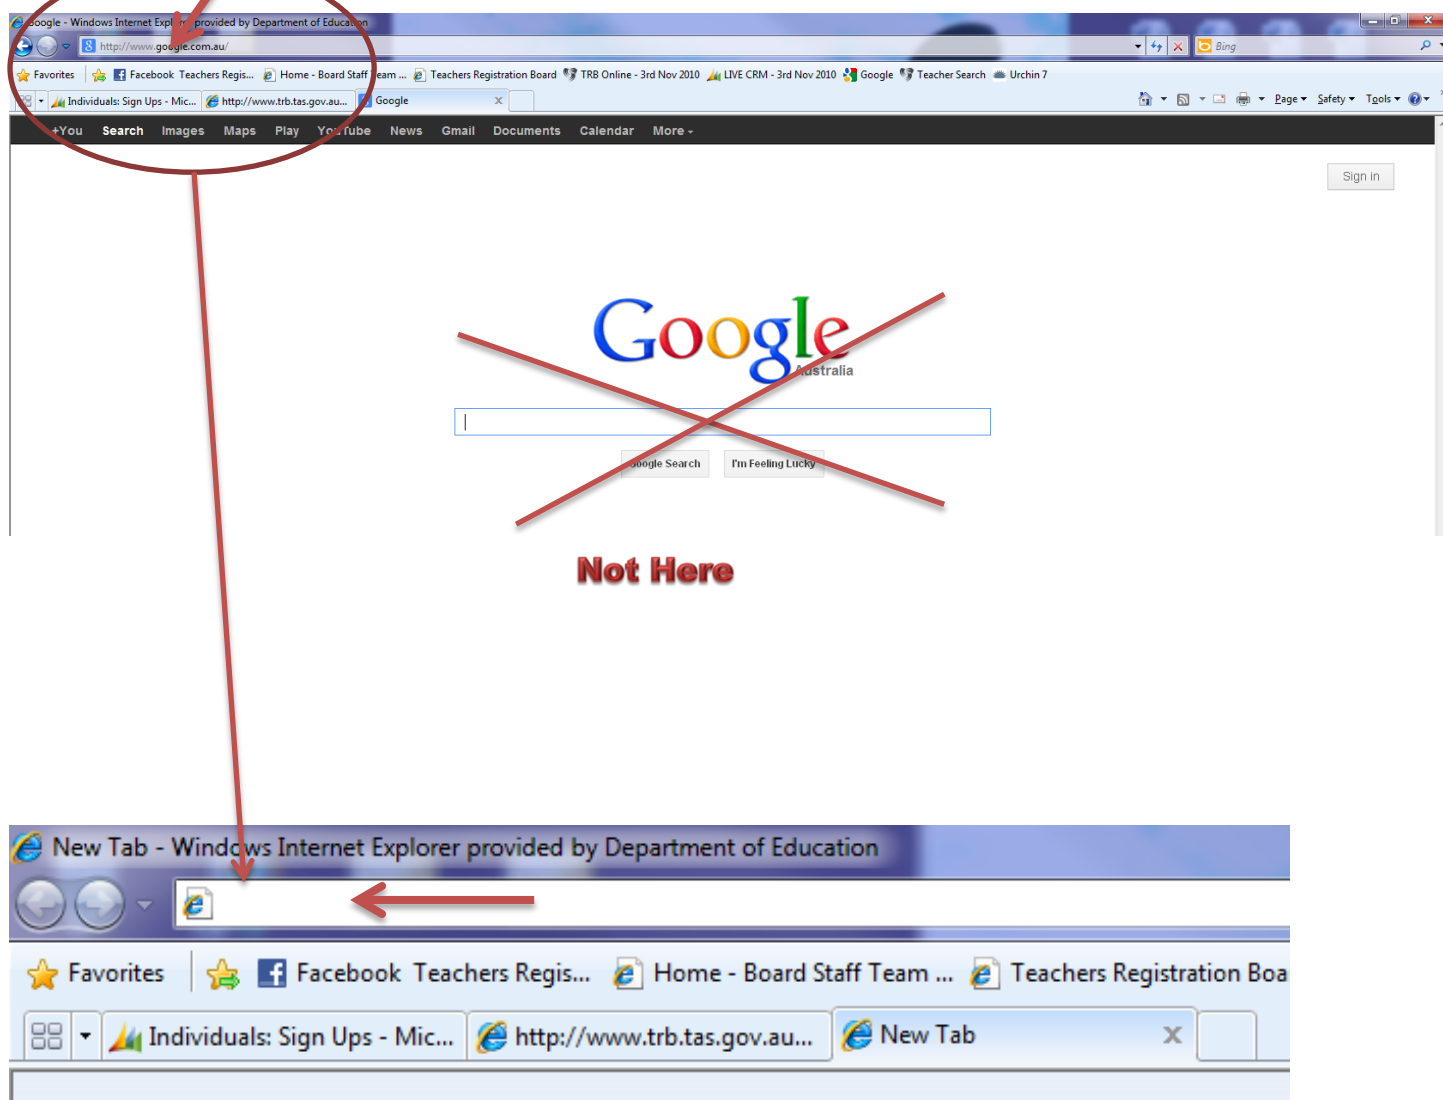 Google - Windows Internet Explorer provided by Department of Education
http://www.google.com.au/
Bing
Favorites Facebook Teachers Regis... Home - Board Staff Team ... Teachers Registration Board TRB Online - 3rd Nov 2010 LIVE CRM - 3rd Nov 2010 Google Teacher Search Urchin 7
Individuals: Sign Ups - Mic... http://www.trb.tas.gov.au... Google x
Page Safety Tools
+You Search Images Maps Play YouTube News Gmail Documents Calendar More
Sign in
Google
Australia
Google Search I'm Feeling Lucky
Not Here
New Tab - Windows Internet Explorer provided by Department of Education
Favorites Facebook Teachers Regis... Home - Board Staff Team ... Teachers Registration Boa
Individuals: Sign Ups - Mic... http://www.trb.tas.gov.au... New Tab x